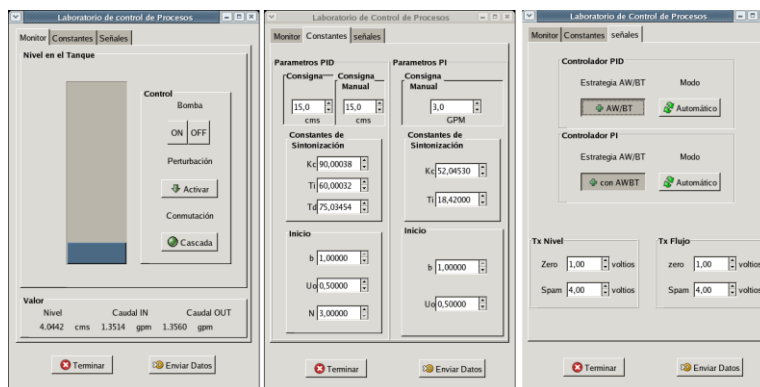 Laboratorio de control de Procesos
Monitor Constantes Señales
Nivel en el Tanque
Control
Bomba
ON OFF
Perturbación
Activar
Conmutación
Cascada
Valor
Nivel Caudal IN Caudal OUT
4.0442 cms 1.3514 gpm 1.3560 gpm
Terminar Enviar Datos
Laboratorio de Control de Procesos
Monitor Constantes señales
Parametros PID Parametros PI
Consigna Consigna Manual Consigna Manual
15,0 15,0 3,0
cms cms GPM
Constantes de Sintonización Constantes de Sintonización
Kc 90,00038 Kc 52,04530
Ti 60,00032 Ti 18,42000
Td 75,03454
Inicio Inicio
b 1,00000 b 1,00000
Uo 0,50000 Uo 0,50000
N 3,00000
Terminar Enviar Datos
Laboratorio de Control de Procesos
Monitor Constantes señales
Controlador PID
Estrategia AW/BT Modo
AW/BT Automático
Controlador PI
Estrategia AW/BT Modo
con AWBT Automático
Tx Nivel Tx Flujo
Zero 1,00 voltios zero 1,00 voltios
Spam 4,00 voltios Spam 4,00 voltios
Terminar Enviar Datos